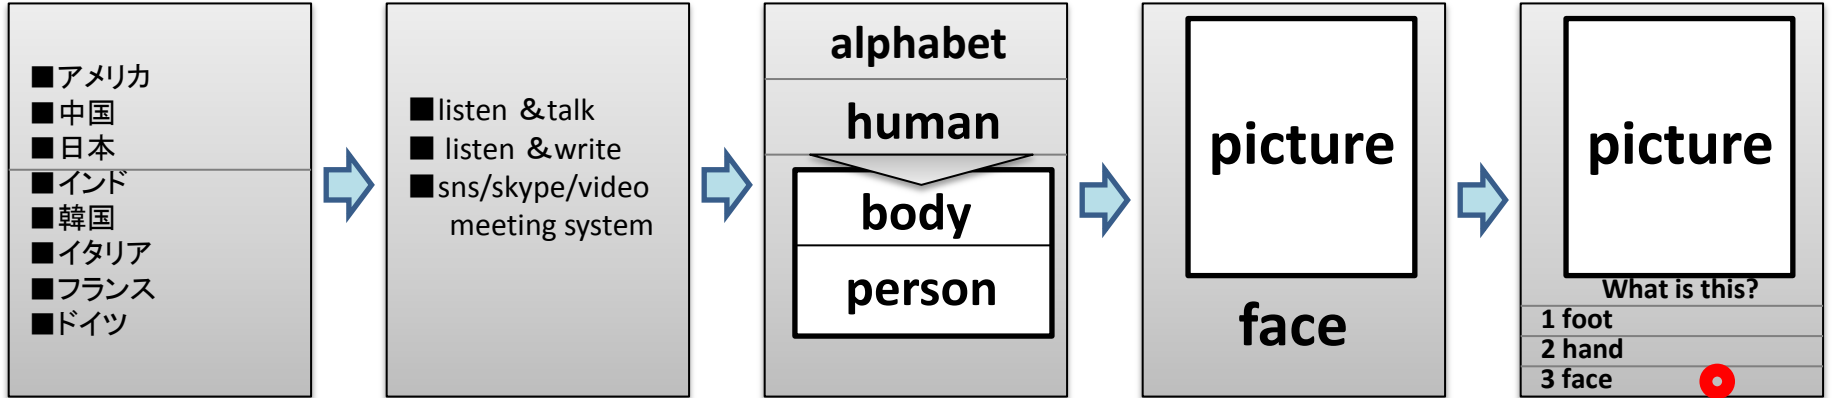 ■アメリカ
■中国
■日本
■インド
■韓国
■イタリア
■フランス
■ドイツ
■listen ＆talk
■ listen ＆write
■sns/skype/video
meeting system
alphabet
human
body
person
picture
face
picture
What is this?
1 foot
2 hand
3 face